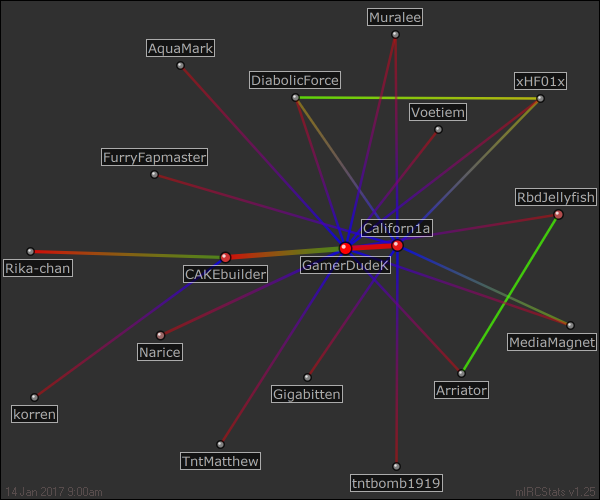 Muralee
AquaMark
DiabolicForce
xHF01x
Voetiem
FurryFapmaster
RbdJellyfish
Californ1a
GamerDudeK
Rika-chan
CAKEbuilder
MediaMagnet
Narice
Arriator
Gigabitten
korren
TntMatthew
tntbomb1919
14 Jan 2017 9:00am
mIRCStats v1.25